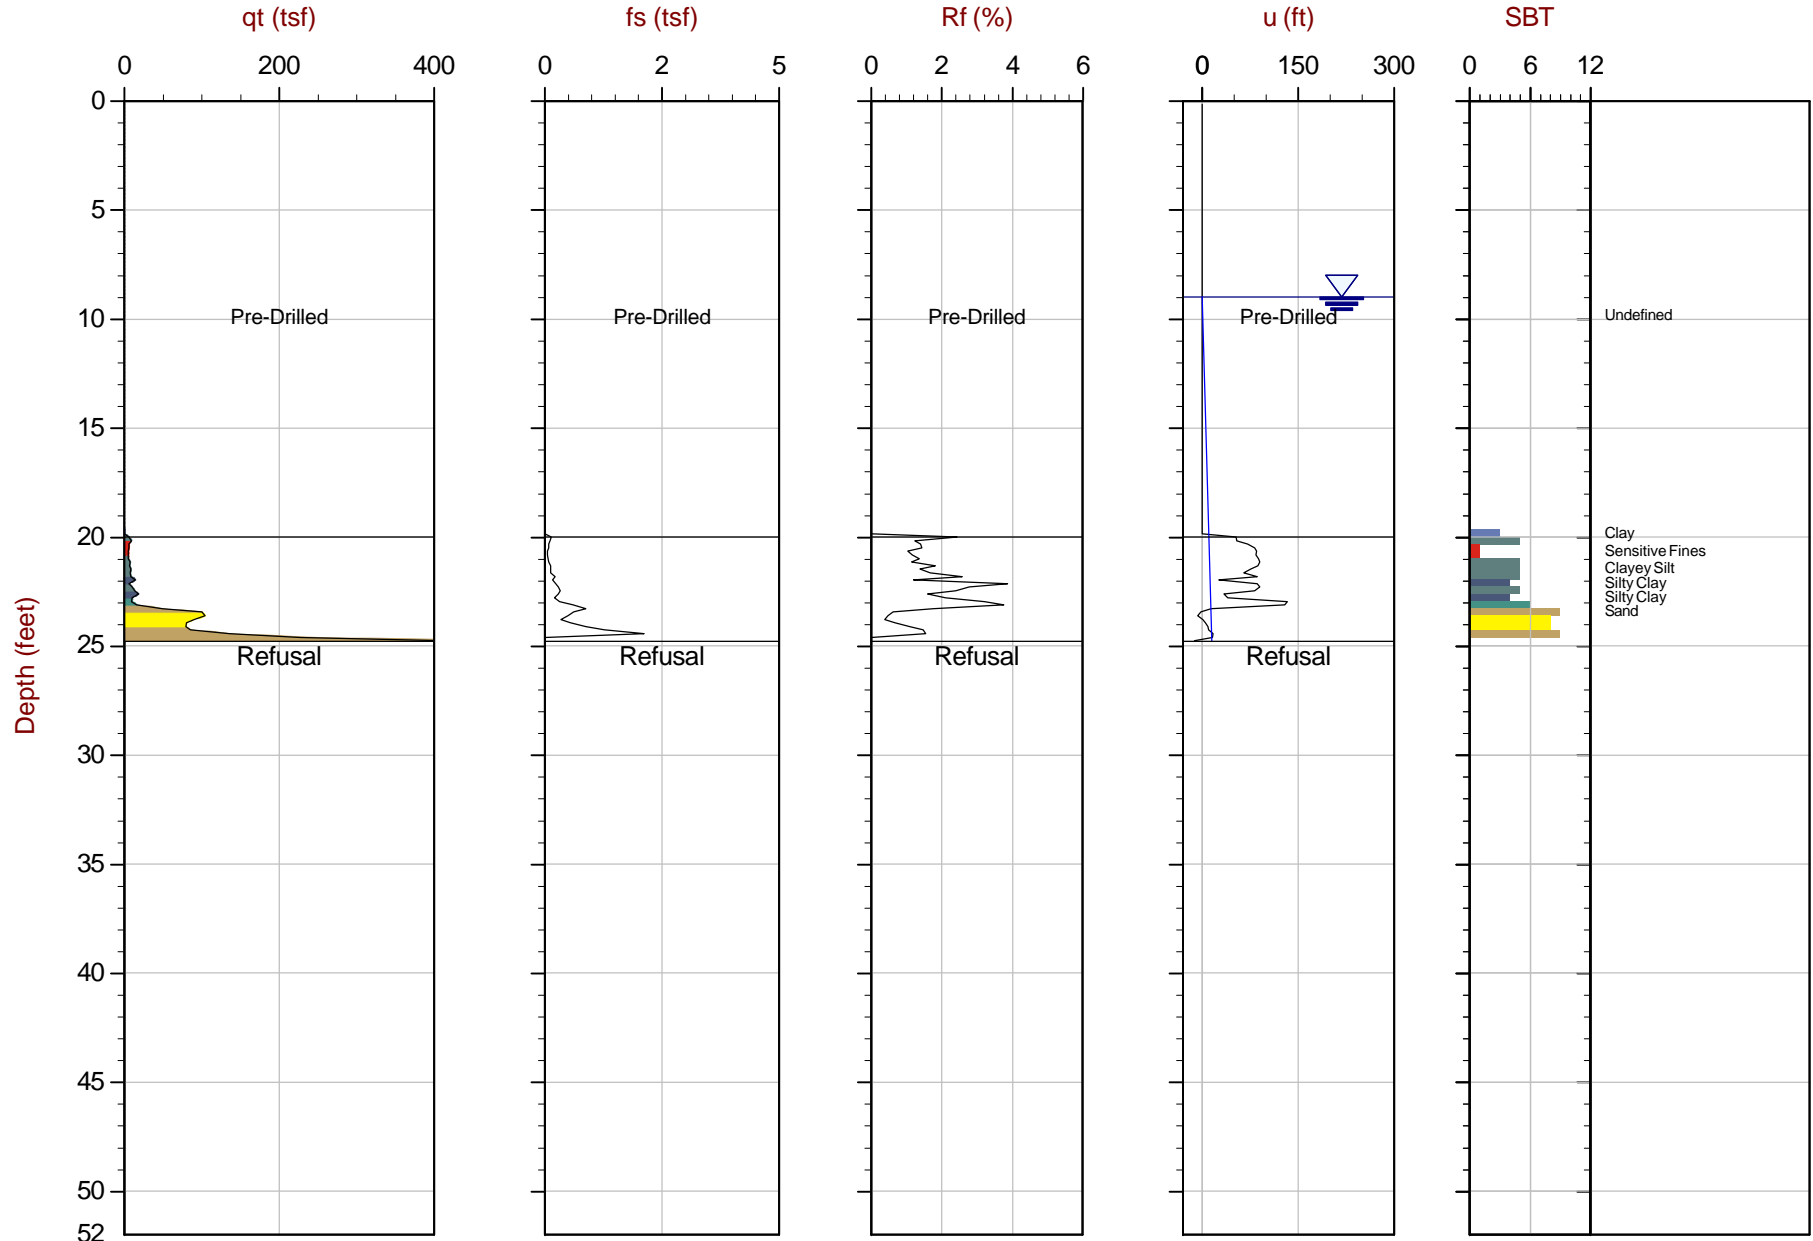 qt (tsf) fs (tsf) Rf (%) u (ft) SBT
0 200 400 0 2 5 0 2 4 6 0 0 150 300 0 6 12
0
5
10 Pre-Drilled Pre-Drilled Pre-Drilled Pre-Drilled Undefined
15
20 Clay
Sensitive Fines
Clayey Silt
Silty Clay
Silty Clay
Sand
25 Refusal Refusal Refusal Refusal
30
35
40
45
50
52
Depth (feet)